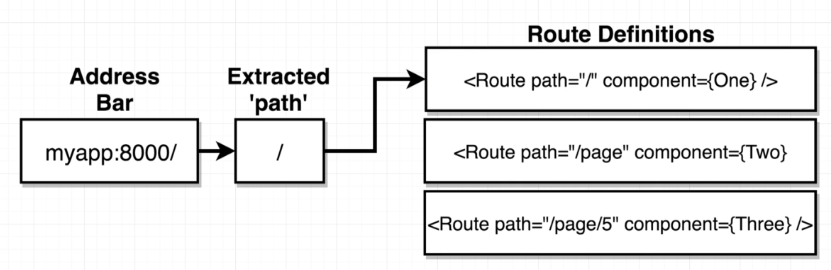 Route Definitions
Address
Bar
Extracted
'path'
myapp:8000/
/
<Route path="/" component={One} />
<Route path="/page" component={Two}
<Route path="/page/5" component={Three} />